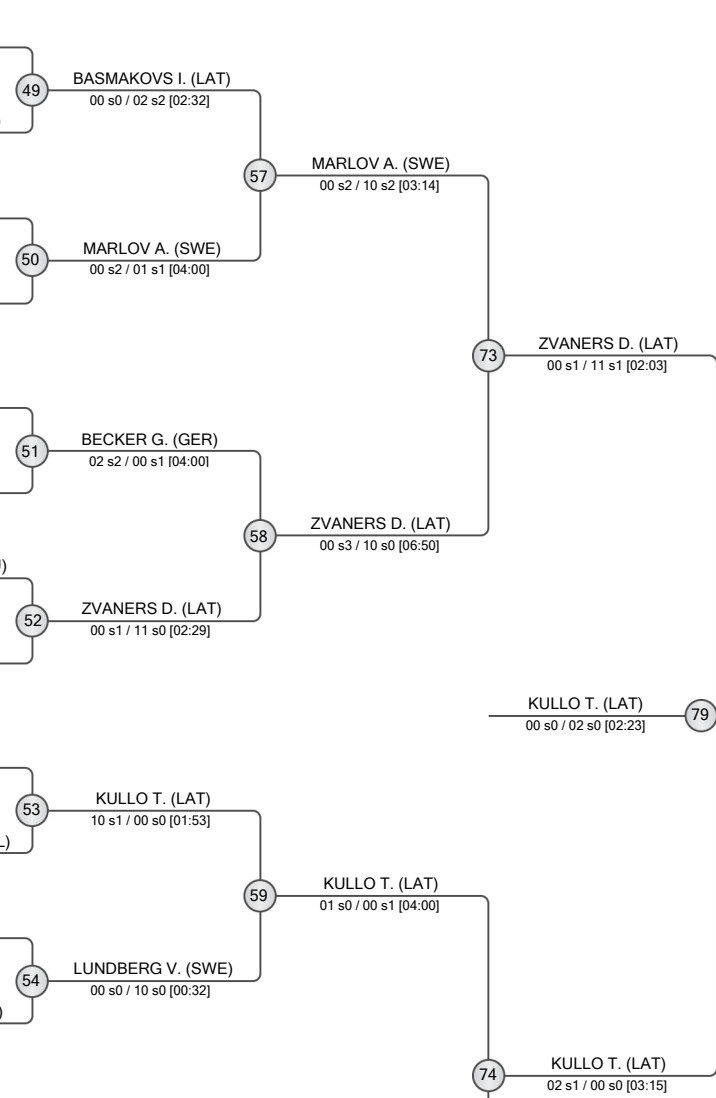 49
BASMAKOVS I. (LAT)
00 s0 / 02 s2 [02:32]
57
MARLOV A. (SWE)
00 s2 / 10 s2 [03:14]
50
MARLOV A. (SWE)
00 s2 / 01 s1 [04:00]
73
ZVANERS D. (LAT)
00 s1 / 11 s1 [02:03]
51
BECKER G. (GER)
02 s2 / 00 s1 [04:00]
58
ZVANERS D. (LAT)
00 s3 / 10 s0 [06:50]
)
52
ZVANERS D. (LAT)
00 s1 / 11 s0 [02:29]
KULLO T. (LAT)
00 s0 / 02 s0 [02:23]
79
53
KULLO T. (LAT)
10 s1 / 00 s0 [01:53]
L)
59
KULLO T. (LAT)
01 s0 / 00 s1 [04:00]
54
LUNDBERG V. (SWE)
00 s0 / 10 s0 [00:32]
)
74
KULLO T. (LAT)
02 s1 / 00 s0 [03:15]